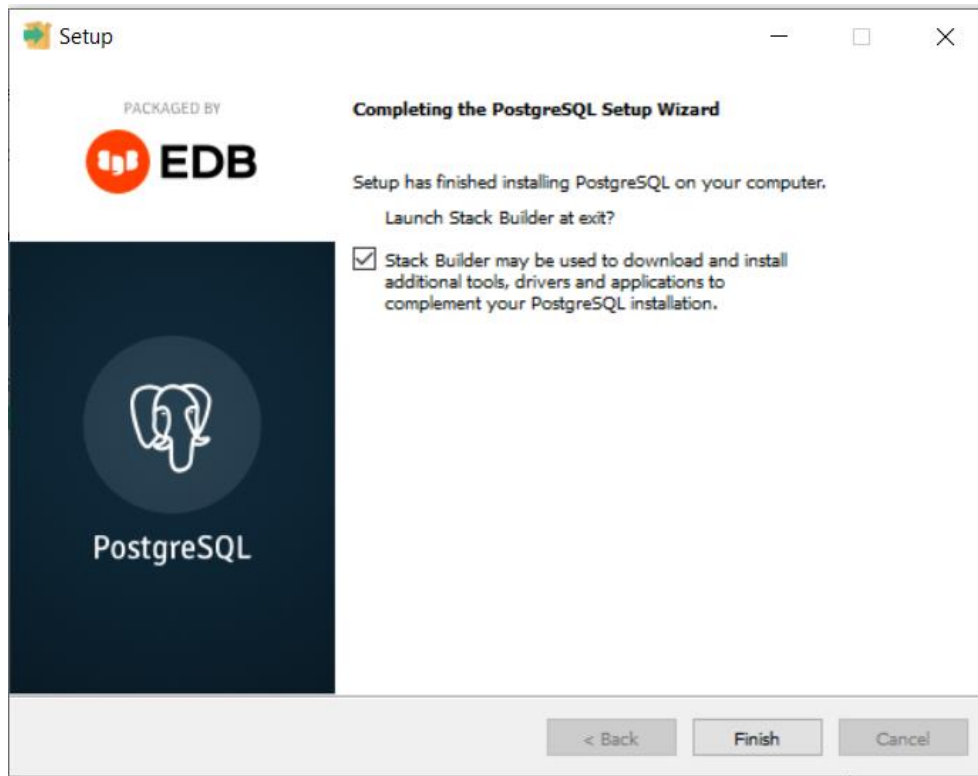 Setup
PACKAGED BY
EDB
PostgreSQL
Completing the PostgreSQL Setup Wizard
Setup has finished installing PostgreSQL on your computer.
Launch Stack Builder at exit?
Stack Builder may be used to download and install
additional tools, drivers and applications to
complement your PostgreSQL installation.
< Back
Finish
Cancel